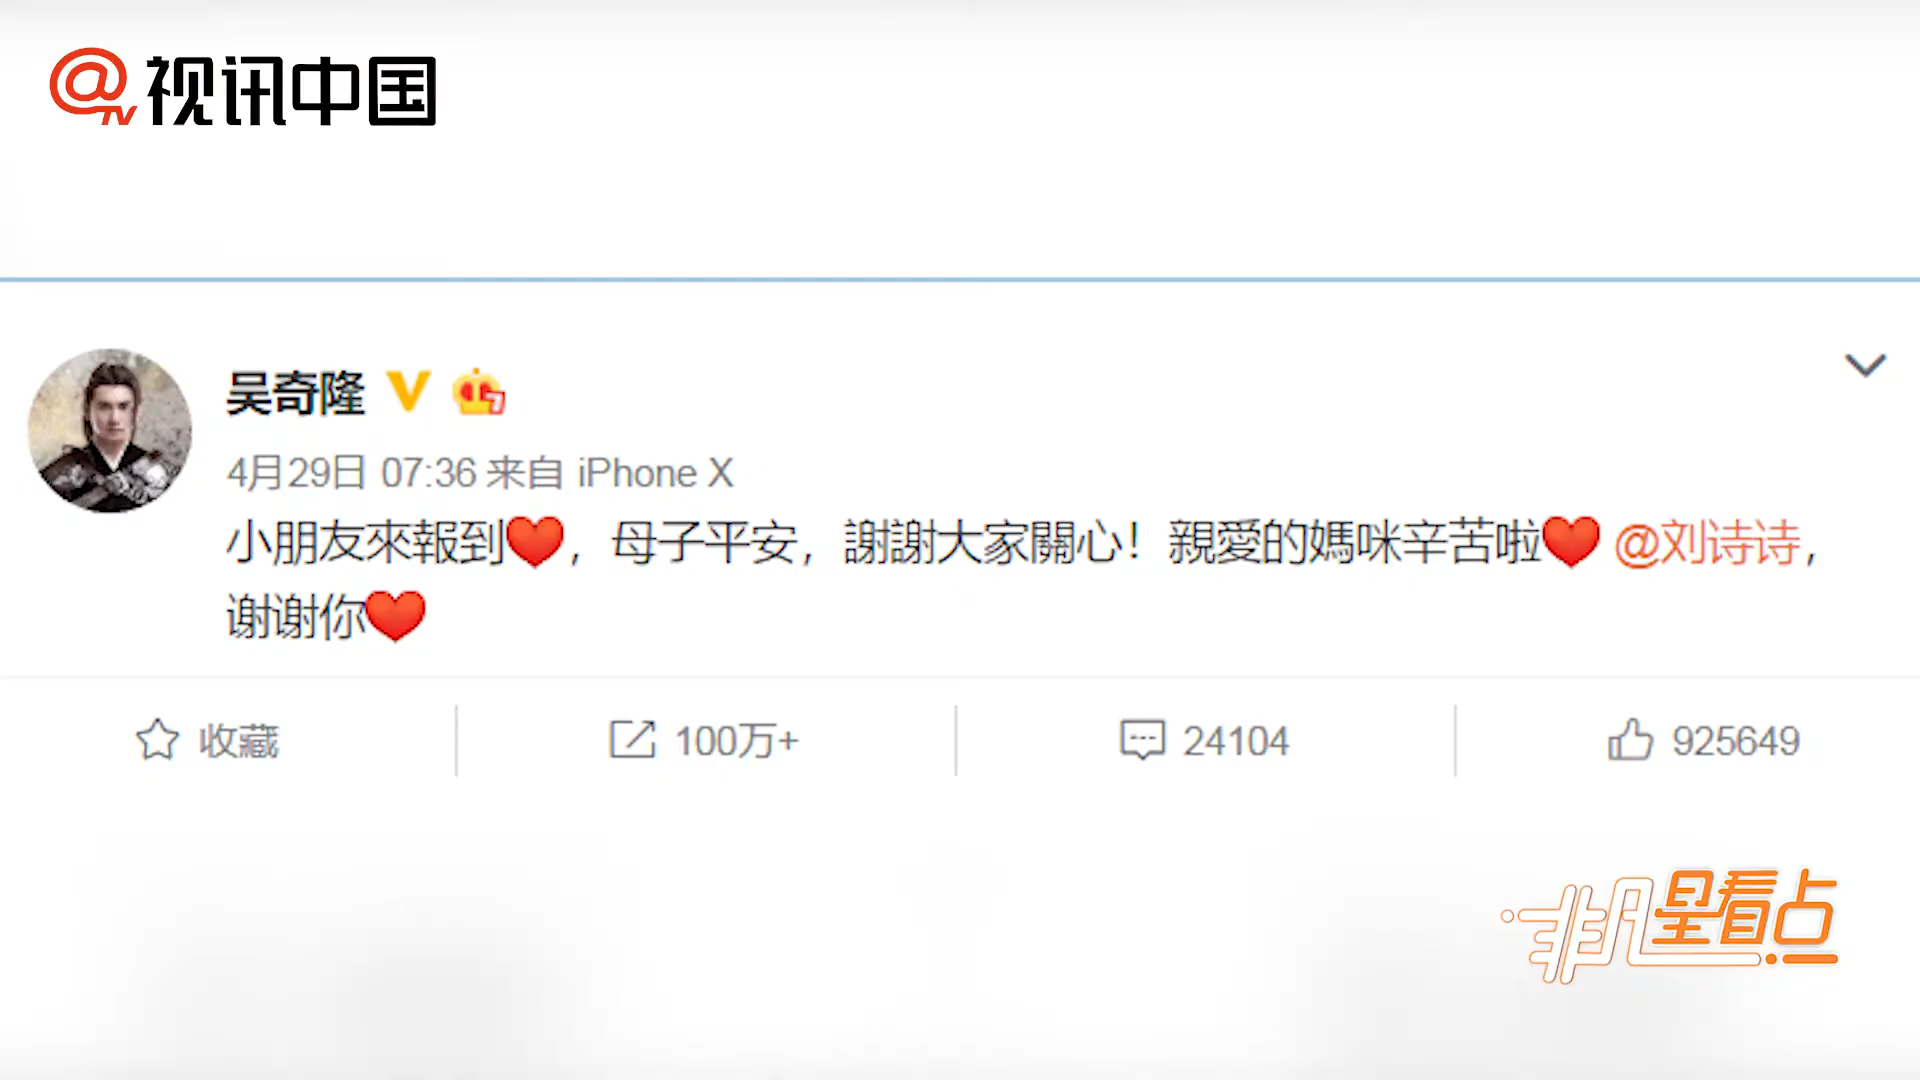 @TV 视讯中国
吴奇隆
4月29日 07:36 来自 iPhone X
小朋友來報到❤️，母子平安，謝謝大家關心！親愛的媽咪辛苦啦❤️ @刘诗诗，
谢谢你❤️
收藏 100万+ 24104 925649
非凡星看点